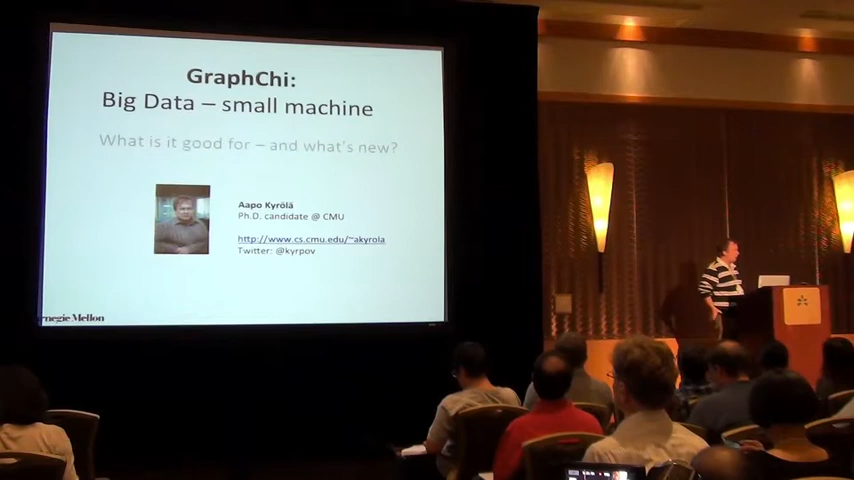 GraphChi:
Big Data – small machine
What is it good for – and what's new?
Aapo Kyrölä
Ph.D. candidate @ CMU
http://www.cs.cmu.edu/~akyrola
Twitter: @kyrpov
rnegie Mellon